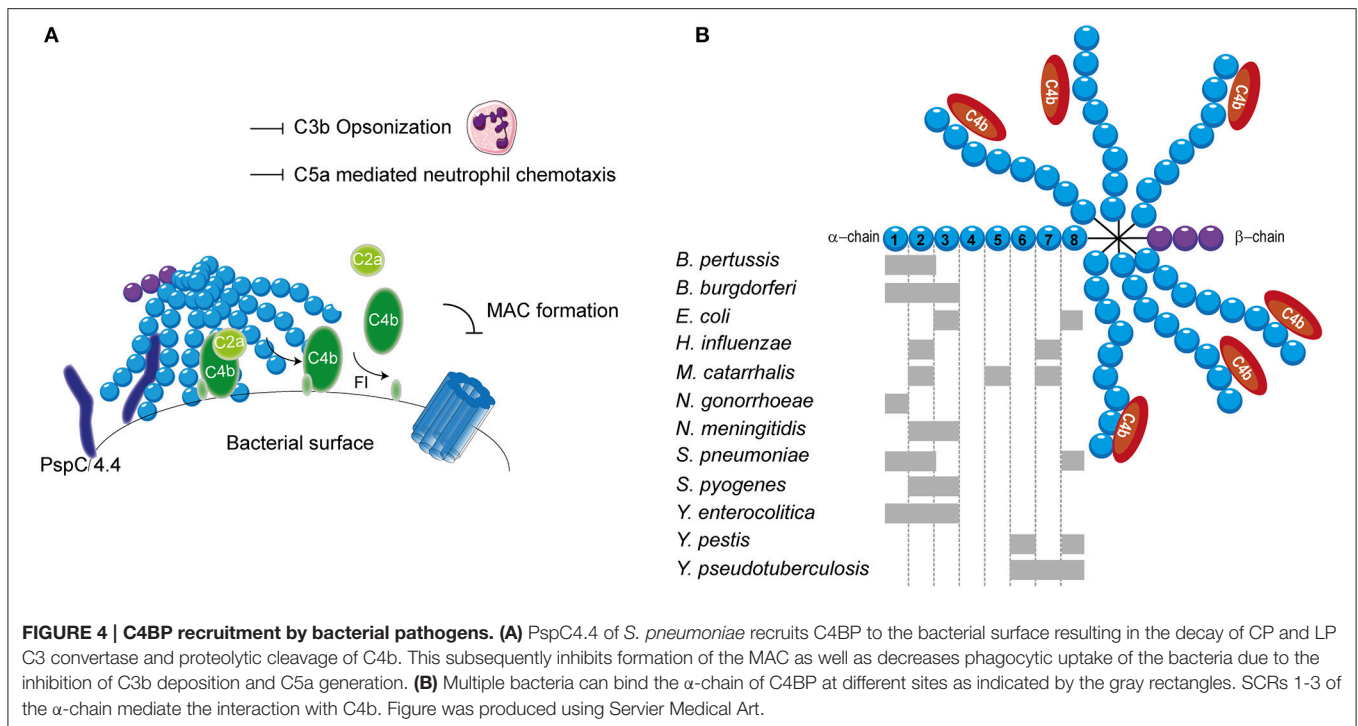 A
C3b Opsonization
C5a mediated neutrophil chemotaxis
C2a
C4b
MAC formation
C2a
C4b
C4b
FI
Bacterial surface
PspC/4.4
B
C4b
C4b
C4b
α–chain
1 2 3 4 5 6 7 8
β–chain
B. pertussis
B. burgdorferi
E. coli
H. influenzae
M. catarrhalis
N. gonorrhoeae
N. meningitidis
S. pneumoniae
S. pyogenes
Y. enterocolitica
Y. pestis
Y. pseudotuberculosis
C4b
C4b
C4b
FIGURE 4 | C4BP recruitment by bacterial pathogens. (A) PspC4.4 of S. pneumoniae recruits C4BP to the bacterial surface resulting in the decay of CP and LP
C3 convertase and proteolytic cleavage of C4b. This subsequently inhibits formation of the MAC as well as decreases phagocytic uptake of the bacteria due to the
inhibition of C3b deposition and C5a generation. (B) Multiple bacteria can bind the α-chain of C4BP at different sites as indicated by the gray rectangles. SCRs 1-3 of
the α-chain mediate the interaction with C4b. Figure was produced using Servier Medical Art.